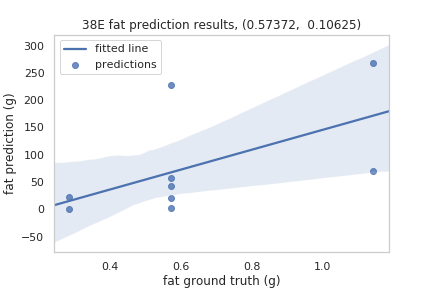 38E fat prediction results, (0.57372,  0.10625)
fitted line
predictions
fat prediction (g)
300
250
200
150
100
50
0
−50
0.4
0.6
0.8
1.0
fat ground truth (g)